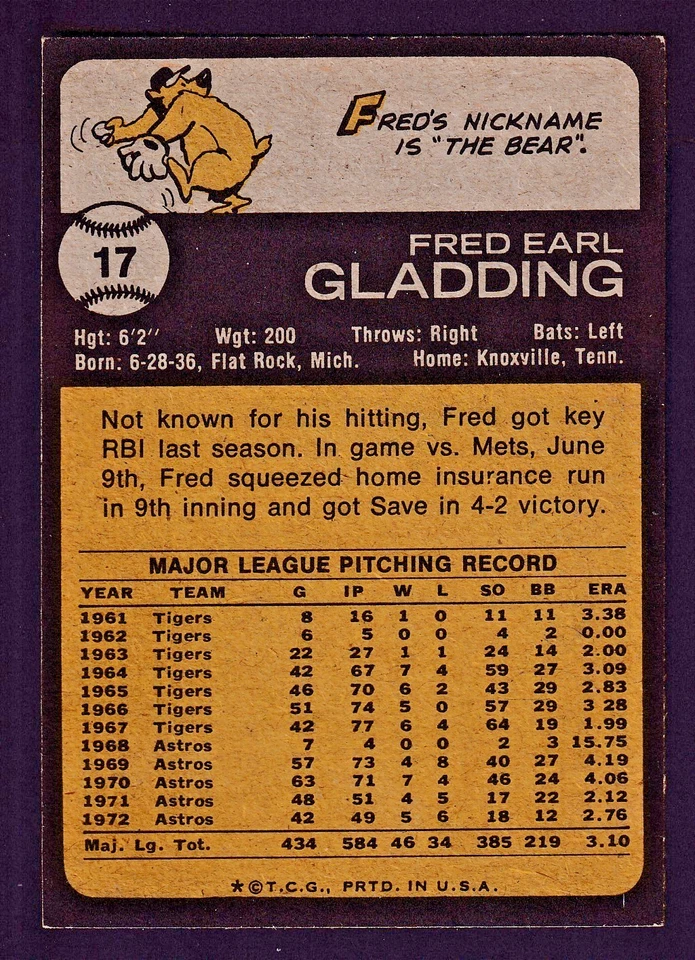 FRED'S NICKNAME
IS "THE BEAR".
17
FRED EARL
GLADDING
Hgt: 6'2'' Wgt: 200 Throws: Right Bats: Left
Born: 6-28-36, Flat Rock, Mich. Home: Knoxville, Tenn.
Not known for his hitting, Fred got key
RBI last season. In game vs. Mets, June
9th, Fred squeezed home insurance run
in 9th inning and got Save in 4-2 victory.
MAJOR LEAGUE PITCHING RECORD
YEAR TEAM G IP W L SO BB ERA
1961 Tigers 8 16 1 0 11 11 3.38
1962 Tigers 6 5 0 0 4 2 0.00
1963 Tigers 22 27 1 1 24 14 2.00
1964 Tigers 42 67 7 4 59 27 3.09
1965 Tigers 46 70 6 2 43 29 2.83
1966 Tigers 51 74 5 0 57 29 3 28
1967 Tigers 42 77 6 4 64 19 1.99
1968 Astros 7 4 0 0 2 3 15.75
1969 Astros 57 73 4 8 40 27 4.19
1970 Astros 63 71 7 4 46 24 4.06
1971 Astros 48 51 4 5 17 22 2.12
1972 Astros 42 49 5 6 18 12 2.76
Maj. Lg. Tot. 434 584 46 34 385 219 3.10
*©T.C.G., PRTD. IN U.S.A.